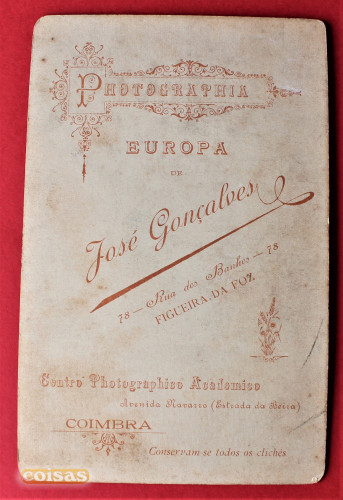 PHOTOGRAPHIA
EUROPA
DE
José Gonçalves
78 — Rua dos Banhos — 78
FIGUEIRA DA FOZ
Centro Photographico Academico
Avenida Navarro (Estrada da Beira)
COIMBRA
Conservam-se todos os clichés
coisas